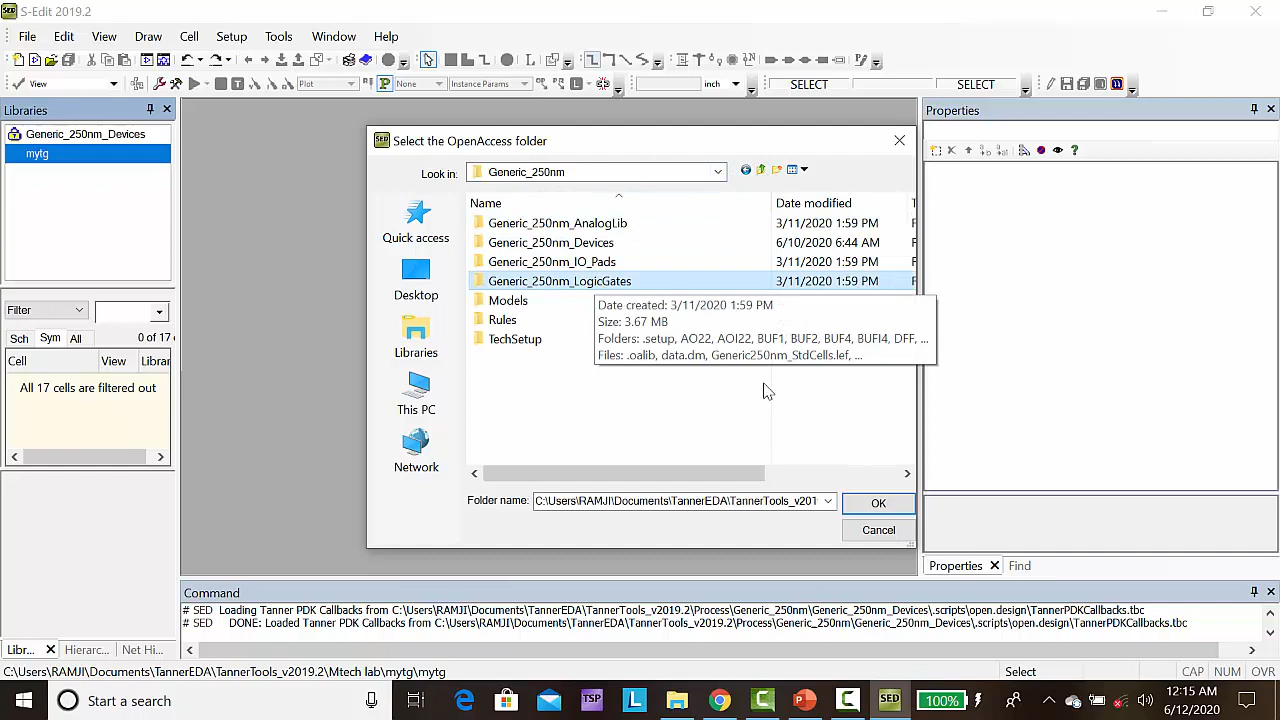 SED S-Edit 2019.2
File Edit View Draw Cell Setup Tools Window Help
View Plot P None Instance Params L inch SELECT SELECT
Libraries
Generic_250nm_Devices
mytg
Filter
Sch Sym All 0 of 17
Cell View Librar
All 17 cells are filtered out
Libr... Hierarc... Net Hi...
SED Select the OpenAccess folder
Look in: Generic_250nm
Quick access
Desktop
Libraries
This PC
Network
Name Date modified T
Generic_250nm_AnalogLib 3/11/2020 1:59 PM F
Generic_250nm_Devices 6/10/2020 6:44 AM F
Generic_250nm_IO_Pads 3/11/2020 1:59 PM F
Generic_250nm_LogicGates 3/11/2020 1:59 PM F
Models
Rules
TechSetup
Date created: 3/11/2020 1:59 PM
Size: 3.67 MB
Folders: .setup, AO22, AOI22, BUF1, BUF2, BUF4, BUFI4, DFF, ...
Files: .oalib, data.dm, Generic250nm_StdCells.lef, ...
Folder name: C:\Users\RAMJI\Documents\TannerEDA\TannerTools_v201
OK
Cancel
Properties
Properties Find
Command
# SED Loading Tanner PDK Callbacks from C:\Users\RAMJI\Documents\TannerEDA\TannerTools_v2019.2\Process\Generic_250nm\Generic_250nm_Devices\.scripts\open.design\TannerPDKCallbacks.tbc
# SED DONE: Loaded Tanner PDK Callbacks from C:\Users\RAMJI\Documents\TannerEDA\TannerTools_v2019.2\Process\Generic_250nm\Generic_250nm_Devices\.scripts\open.design\TannerPDKCallbacks.tbc
C:\Users\RAMJI\Documents\TannerEDA\TannerTools_v2019.2\Mtech lab\mytg\mytg Select CAP NUM OVR
Start a search TSP L SED 100% 12:15 AM
6/12/2020